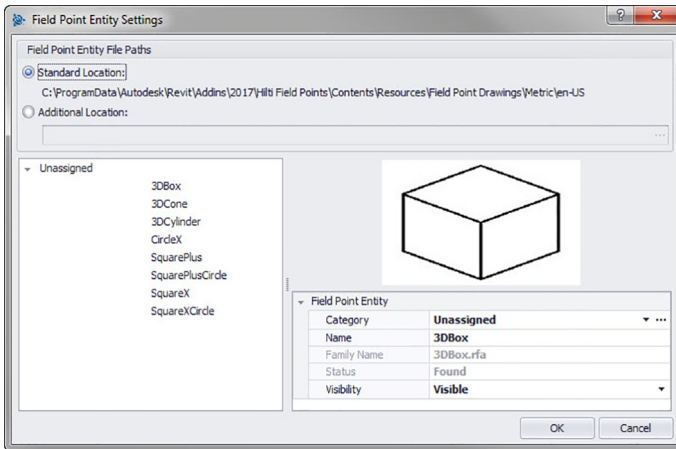 Field Point Entity Settings
Field Point Entity File Paths
Standard Location:
C:\ProgramData\Autodesk\Revit\Addins\2017\Hilti Field Points\Contents\Resources\Field Point Drawings\Metric\en-US
Additional Location:
Unassigned
3DBox
3DCone
3DCylinder
CircleX
SquarePlus
SquarePlusCircle
SquareX
SquareXCircle
Field Point Entity
Category Unassigned
Name 3DBox
Family Name 3DBox.rfa
Status Found
Visibility Visible
OK Cancel